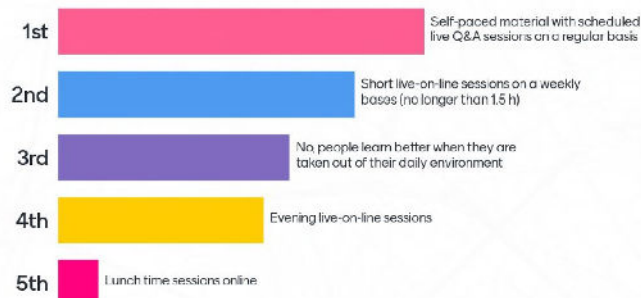 1st
Self-paced material with scheduled
live Q&A sessions on a regular basis
2nd
Short live-on-line sessions on a weekly
bases (no longer than 1.5 h)
3rd
No, people learn better when they are
taken out of their daily environment
4th
Evening live-on-line sessions
5th
Lunch time sessions online